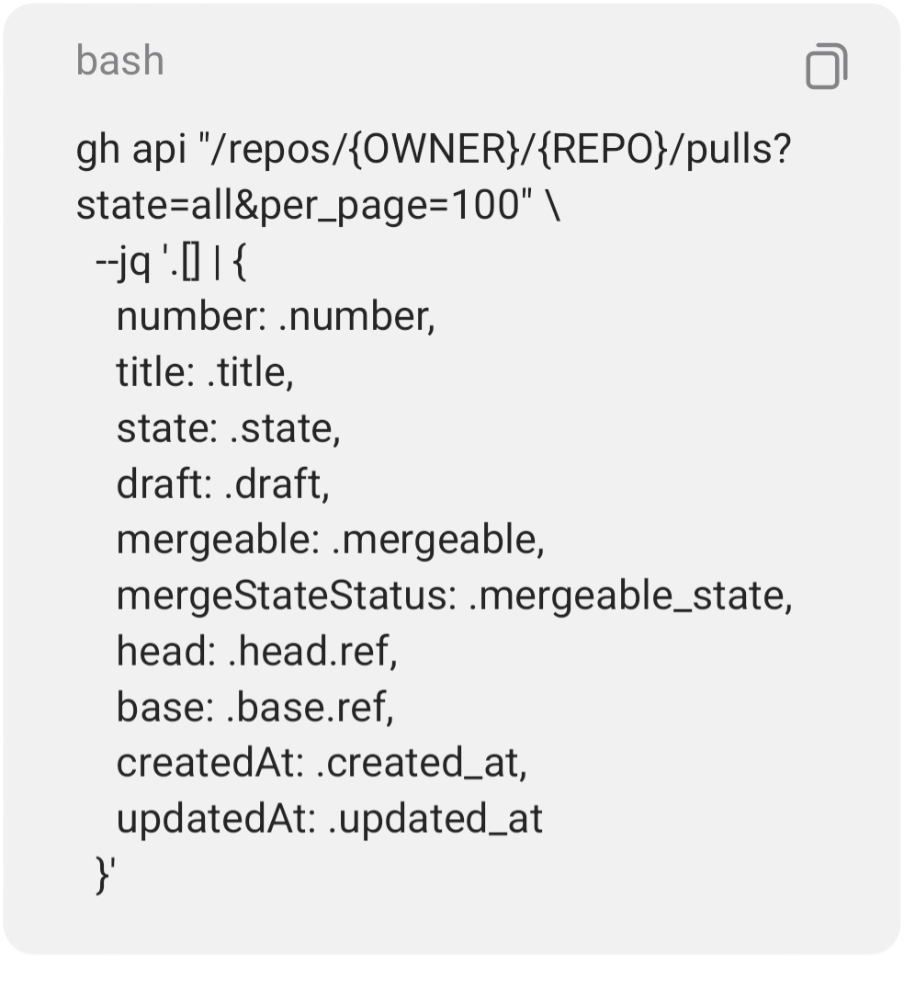 bash
gh api "/repos/{OWNER}/{REPO}/pulls?
state=all&per_page=100" \
--jq '.[] | {
number: .number,
title: .title,
state: .state,
draft: .draft,
mergeable: .mergeable,
mergeStateStatus: .mergeable_state,
head: .head.ref,
base: .base.ref,
createdAt: .created_at,
updatedAt: .updated_at
}'